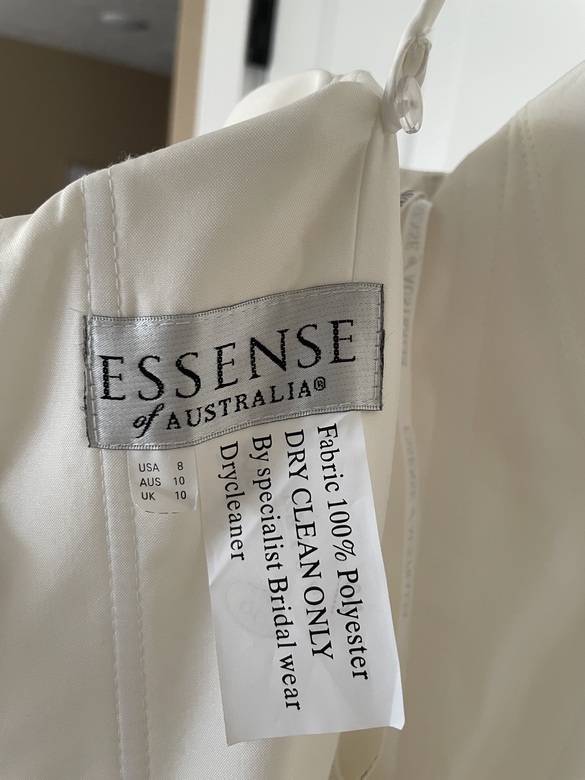 ESSENSE
of AUSTRALIA®
USA 8
AUS 10
UK 10
Fabric 100% Polyester
DRY CLEAN ONLY
By specialist Bridal wear
Drycleaner